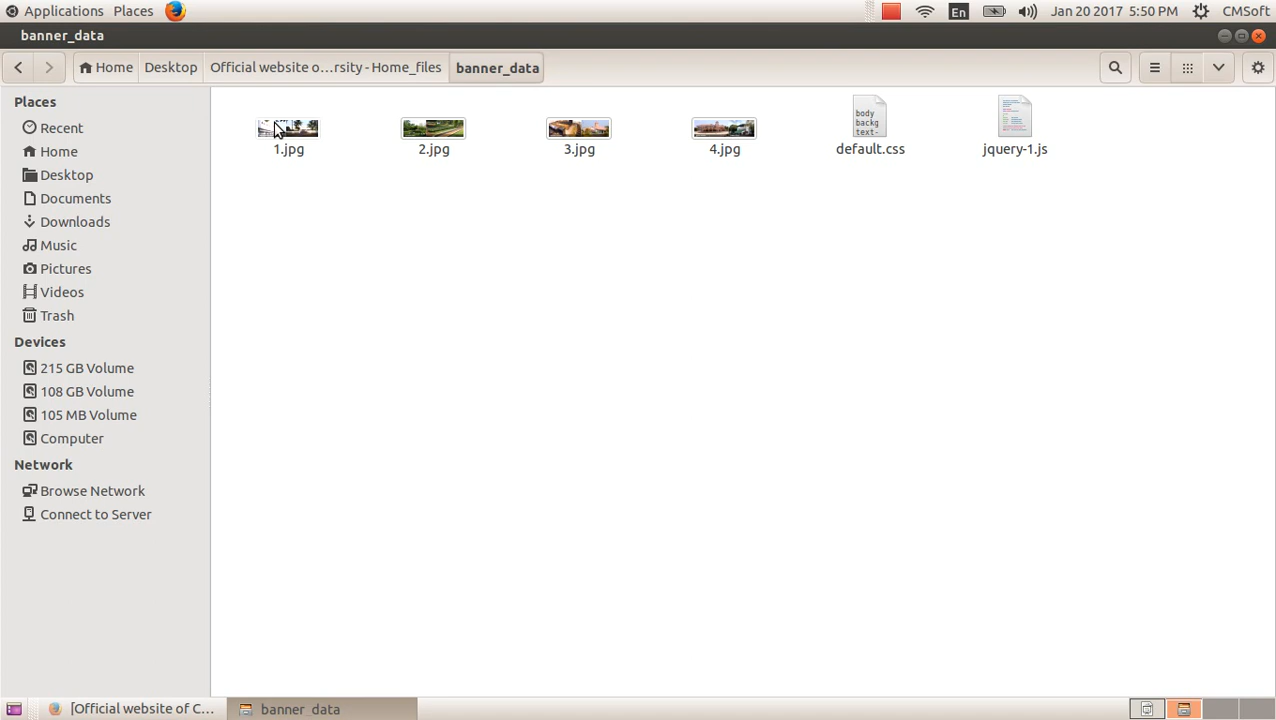 Applications Places En Jan 20 2017 5:50 PM CMSoft
banner_data
Home Desktop Official website o...rsity - Home_files banner_data
Places
Recent
Home
Desktop
Documents
Downloads
Music
Pictures
Videos
Trash
Devices
215 GB Volume
108 GB Volume
105 MB Volume
Computer
Network
Browse Network
Connect to Server
body
backg
text-
1.jpg 2.jpg 3.jpg 4.jpg default.css jquery-1.js
[Official website of C... banner_data